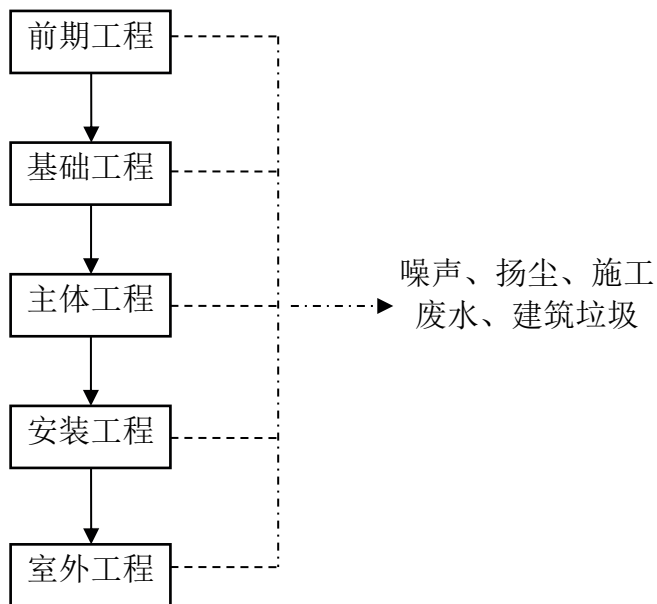 前期工程
基础工程
主体工程
噪声、扬尘、施工
废水、建筑垃圾
安装工程
室外工程